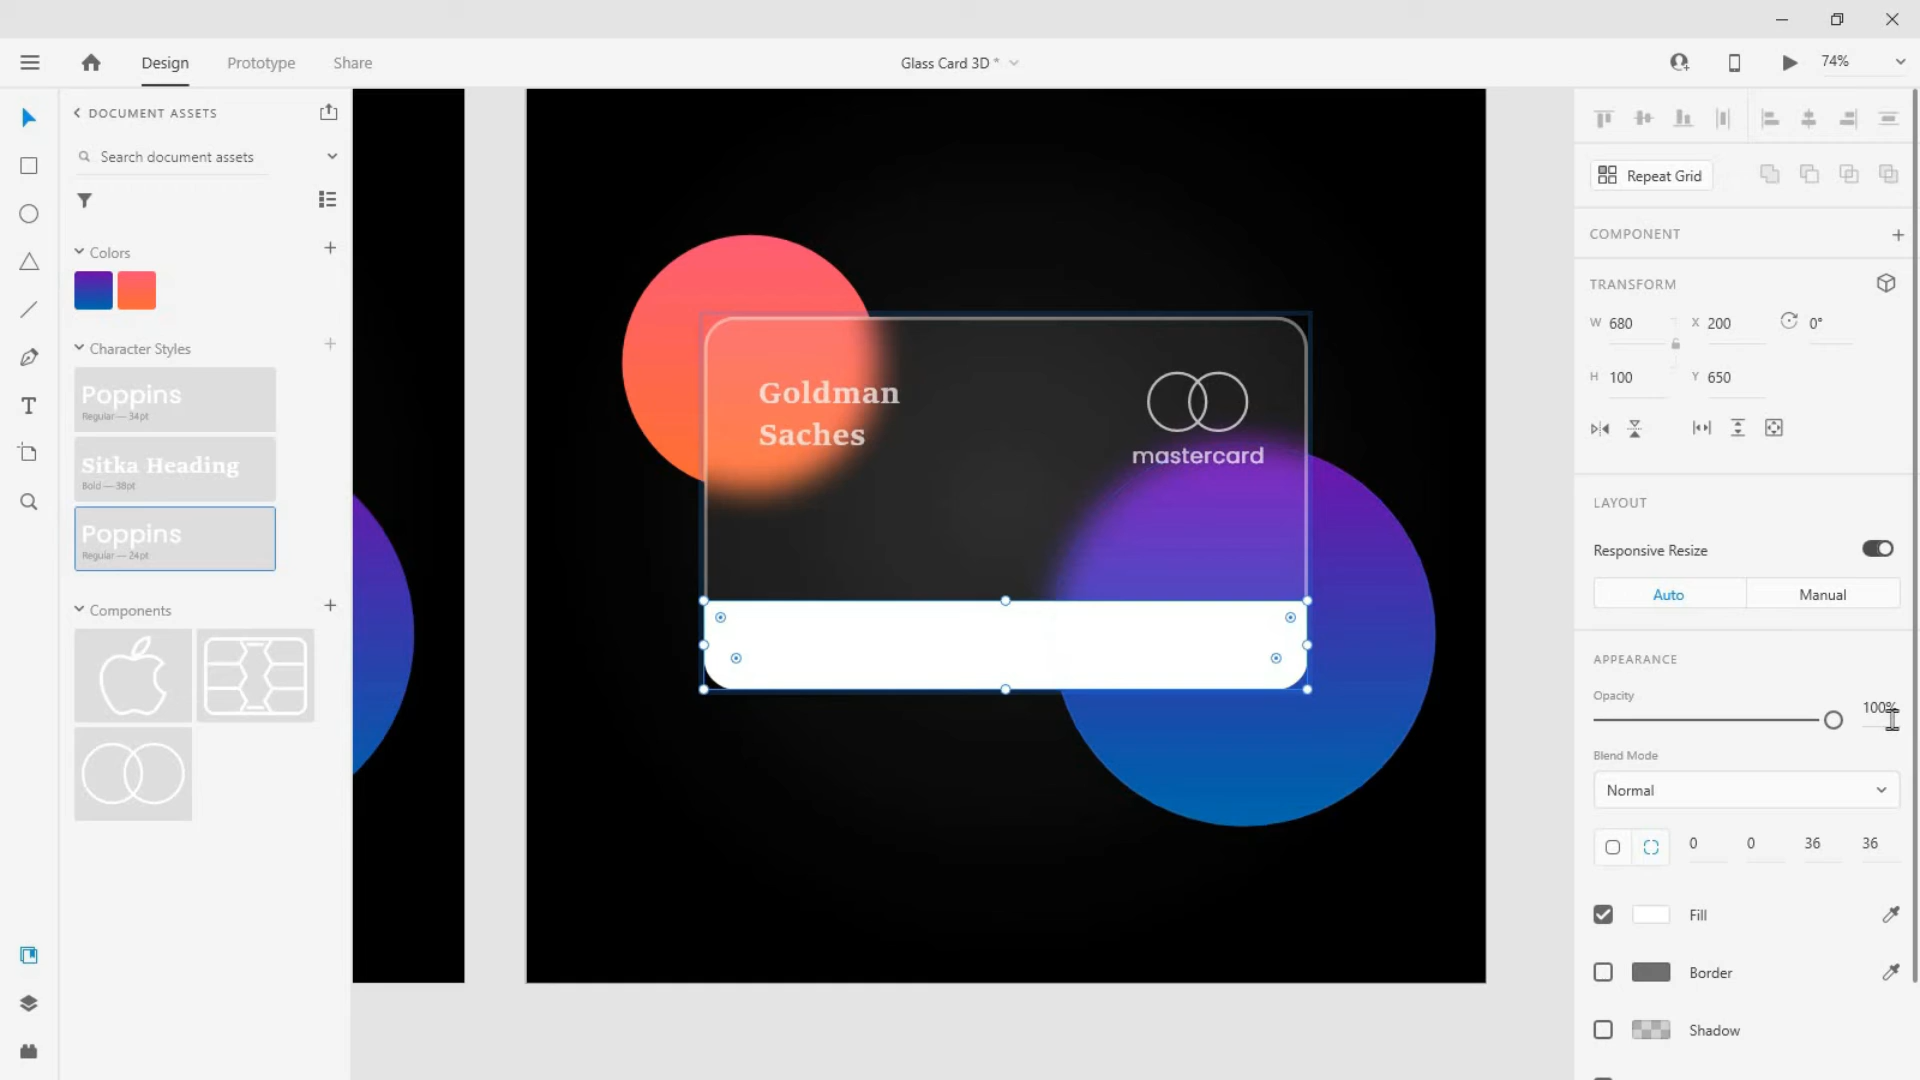 Design
Prototype
Share
Glass Card 3D *
74%
DOCUMENT ASSETS
Search document assets
Colors
Character Styles
Poppins
Regular — 34pt
Sitka Heading
Bold — 38pt
Poppins
Regular — 24pt
Components
Goldman
Saches
mastercard
Repeat Grid
COMPONENT
TRANSFORM
W 680
X 200
0°
H 100
Y 650
LAYOUT
Responsive Resize
Auto
Manual
APPEARANCE
Opacity
100%
Blend Mode
Normal
0
0
36
36
Fill
Border
Shadow